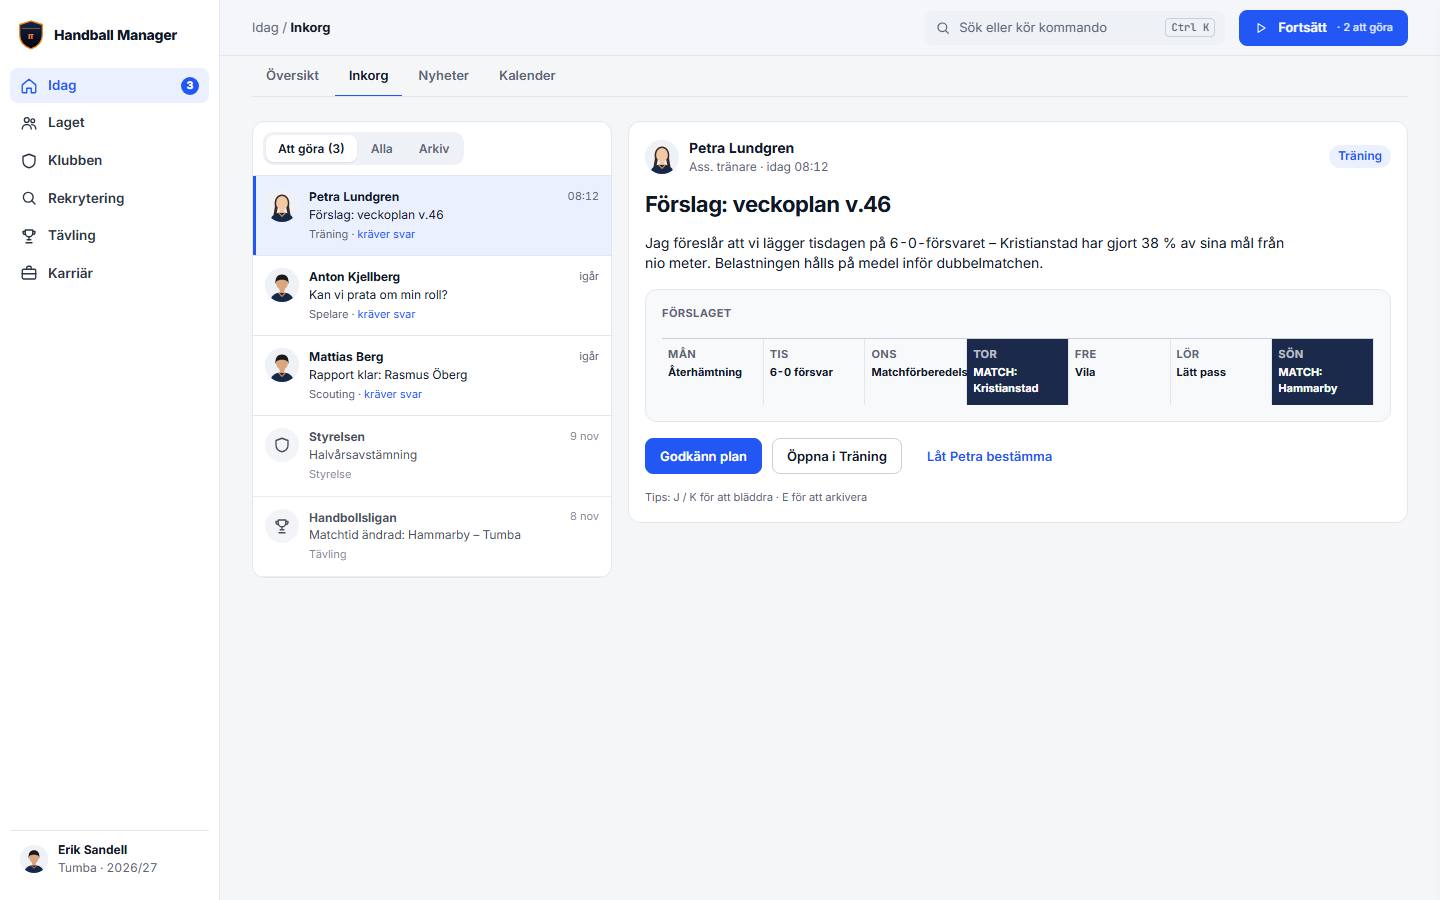 Handball Manager
Idag 3
Laget
Klubben
Rekrytering
Tävling
Karriär
Erik Sandell
Tumba · 2026/27
Idag / Inkorg
Sök eller kör kommando Ctrl K
Fortsätt · 2 att göra
Översikt Inkorg Nyheter Kalender
Att göra (3) Alla Arkiv
Petra Lundgren 08:12
Förslag: veckoplan v.46
Träning · kräver svar
Anton Kjellberg igår
Kan vi prata om min roll?
Spelare · kräver svar
Mattias Berg igår
Rapport klar: Rasmus Öberg
Scouting · kräver svar
Styrelsen 9 nov
Halvårsavstämning
Styrelse
Handbollsligan 8 nov
Matchtid ändrad: Hammarby – Tumba
Tävling
Petra Lundgren
Ass. tränare · idag 08:12
Träning
Förslag: veckoplan v.46
Jag föreslår att vi lägger tisdagen på 6-0-försvaret – Kristianstad har gjort 38 % av sina mål från
nio meter. Belastningen hålls på medel inför dubbelmatchen.
FÖRSLAGET
MÅN TIS ONS TOR FRE LÖR SÖN
Återhämtning 6-0 försvar Matchförberedels MATCH: Vila Lätt pass MATCH:
Kristianstad Hammarby
Godkänn plan Öppna i Träning Låt Petra bestämma
Tips: J / K för att bläddra · E för att arkivera